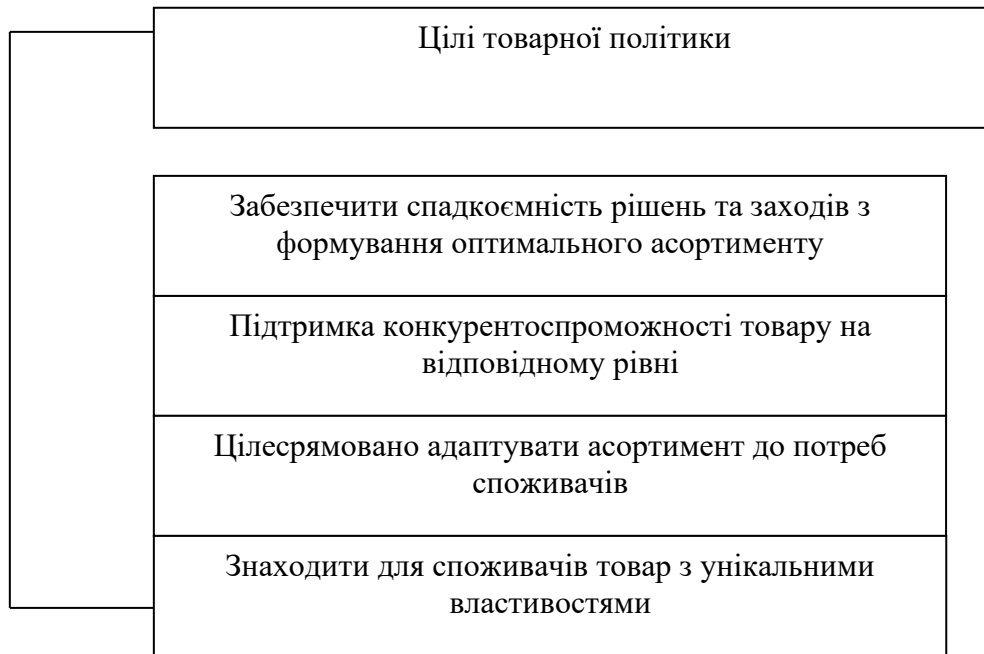 Цілі товарної політики
Забезпечити спадкоємність рішень та заходів з
формування оптимального асортименту
Підтримка конкурентоспроможності товару на
відповідному рівні
Цілесрямовано адаптувати асортимент до потреб
споживачів
Знаходити для споживачів товар з унікальними
властивостями